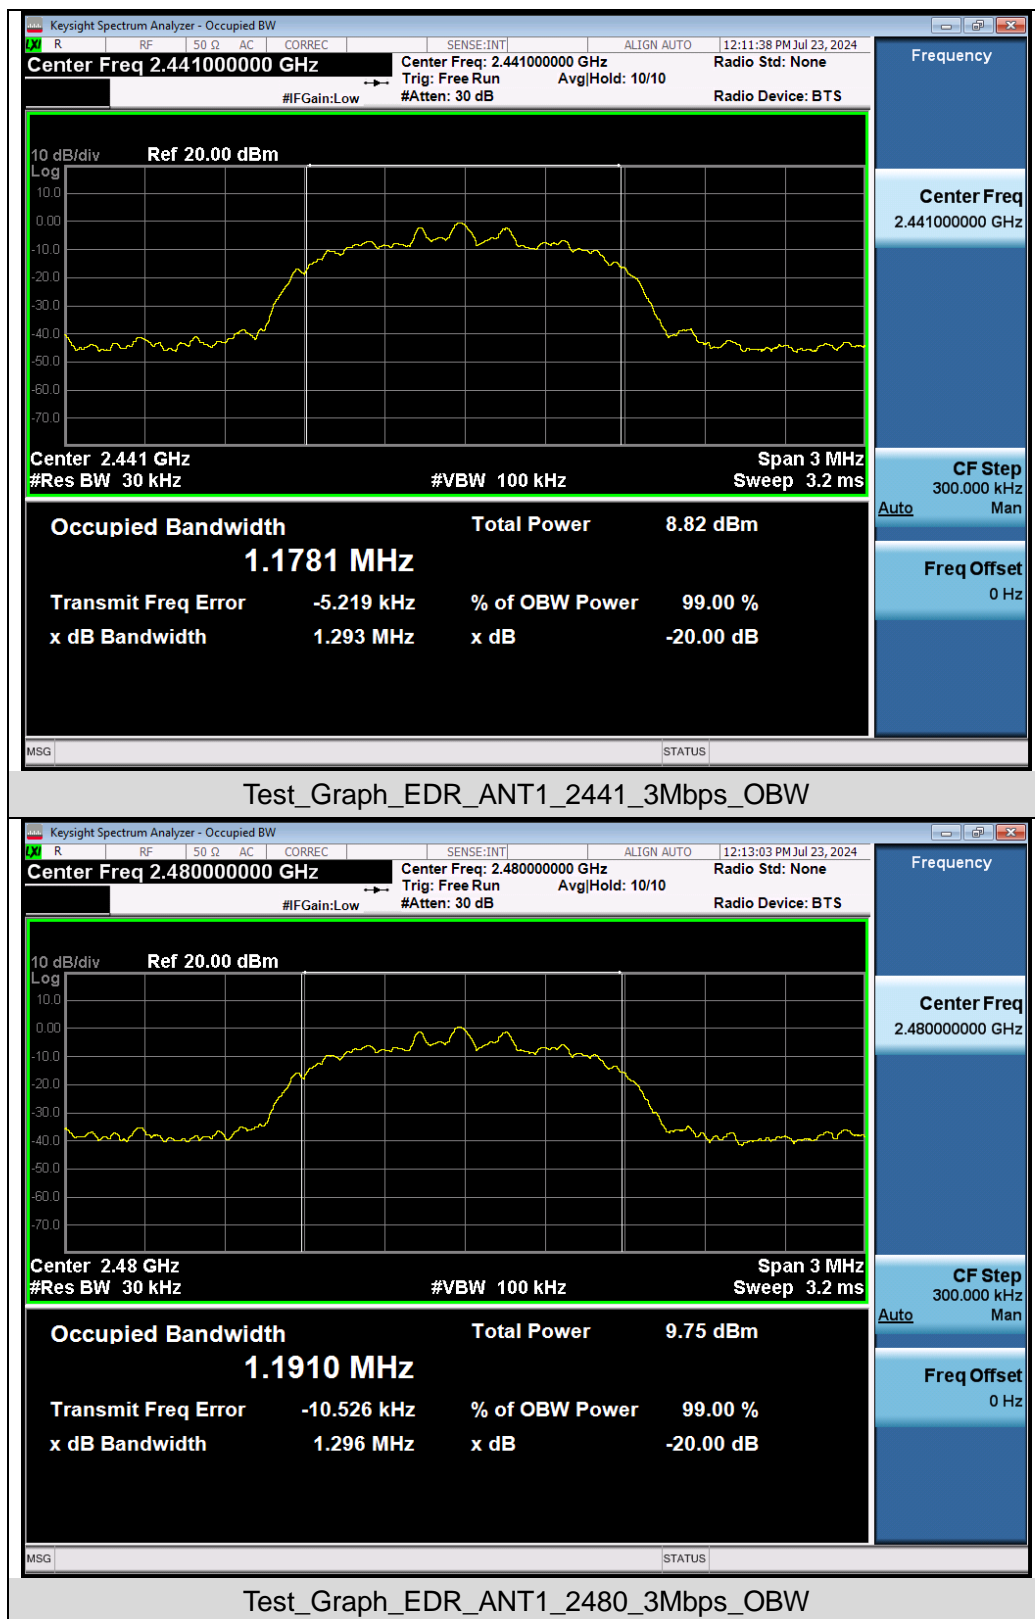 Keysight Spectrum Analyzer - Occupied BW
LXI R RF 50 Ω AC CORREC SENSE:INT ALIGN AUTO 12:11:38 PM Jul 23, 2024
Center Freq 2.441000000 GHz Center Freq: 2.441000000 GHz Radio Std: None
Trig: Free Run Avg|Hold: 10/10
#IFGain:Low #Atten: 30 dB Radio Device: BTS
Frequency
10 dB/div Ref 20.00 dBm
Log
10.0
0.00
-10.0
-20.0
-30.0
-40.0
-50.0
-60.0
-70.0
Center 2.441 GHz Span 3 MHz
#Res BW 30 kHz #VBW 100 kHz Sweep 3.2 ms
Center Freq
2.441000000 GHz
CF Step
300.000 kHz
Auto Man
Freq Offset
0 Hz
Occupied Bandwidth Total Power 8.82 dBm
1.1781 MHz
Transmit Freq Error -5.219 kHz % of OBW Power 99.00 %
x dB Bandwidth 1.293 MHz x dB -20.00 dB
MSG STATUS
Test_Graph_EDR_ANT1_2441_3Mbps_OBW
Keysight Spectrum Analyzer - Occupied BW
LXI R RF 50 Ω AC CORREC SENSE:INT ALIGN AUTO 12:13:03 PM Jul 23, 2024
Center Freq 2.480000000 GHz Center Freq: 2.480000000 GHz Radio Std: None
Trig: Free Run Avg|Hold: 10/10
#IFGain:Low #Atten: 30 dB Radio Device: BTS
Frequency
10 dB/div Ref 20.00 dBm
Log
10.0
0.00
-10.0
-20.0
-30.0
-40.0
-50.0
-60.0
-70.0
Center 2.48 GHz Span 3 MHz
#Res BW 30 kHz #VBW 100 kHz Sweep 3.2 ms
Center Freq
2.480000000 GHz
CF Step
300.000 kHz
Auto Man
Freq Offset
0 Hz
Occupied Bandwidth Total Power 9.75 dBm
1.1910 MHz
Transmit Freq Error -10.526 kHz % of OBW Power 99.00 %
x dB Bandwidth 1.296 MHz x dB -20.00 dB
MSG STATUS
Test_Graph_EDR_ANT1_2480_3Mbps_OBW